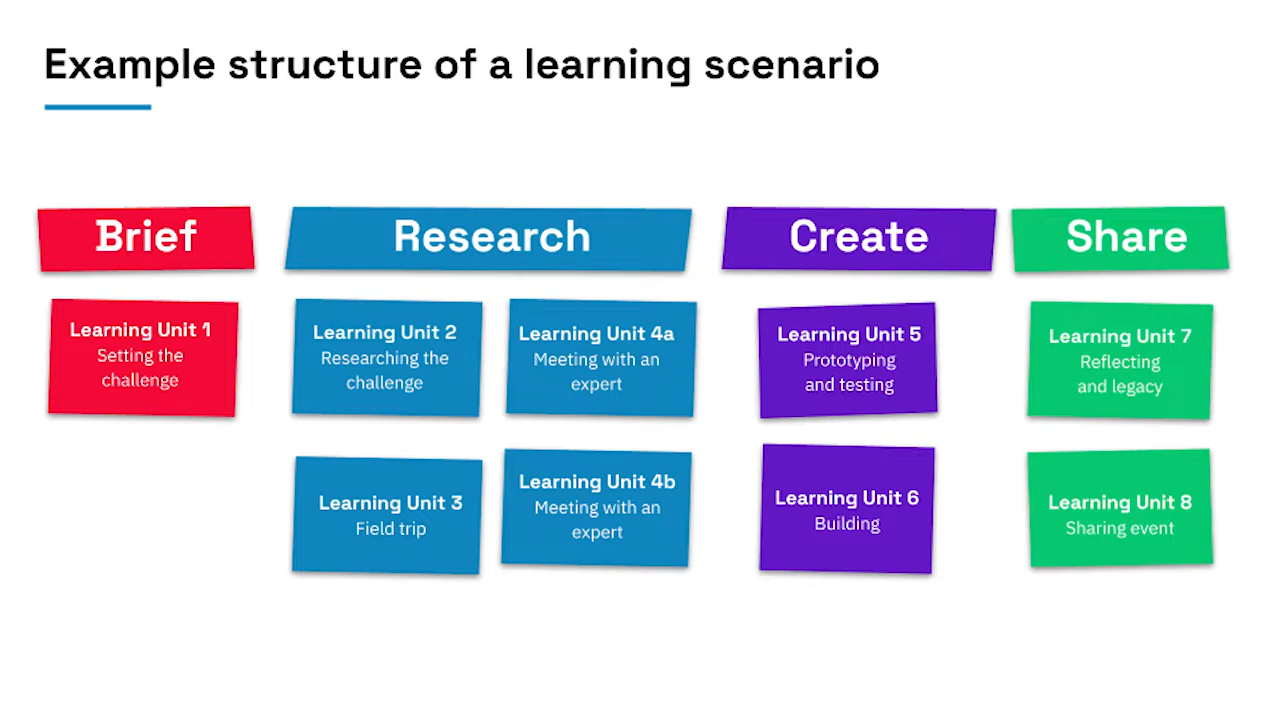 Example structure of a learning scenario
Brief
Research
Create
Share
Learning Unit 1
Setting the
challenge
Learning Unit 2
Researching the
challenge
Learning Unit 3
Field trip
Learning Unit 4a
Meeting with an
expert
Learning Unit 4b
Meeting with an
expert
Learning Unit 5
Prototyping
and testing
Learning Unit 6
Building
Learning Unit 7
Reflecting
and legacy
Learning Unit 8
Sharing event